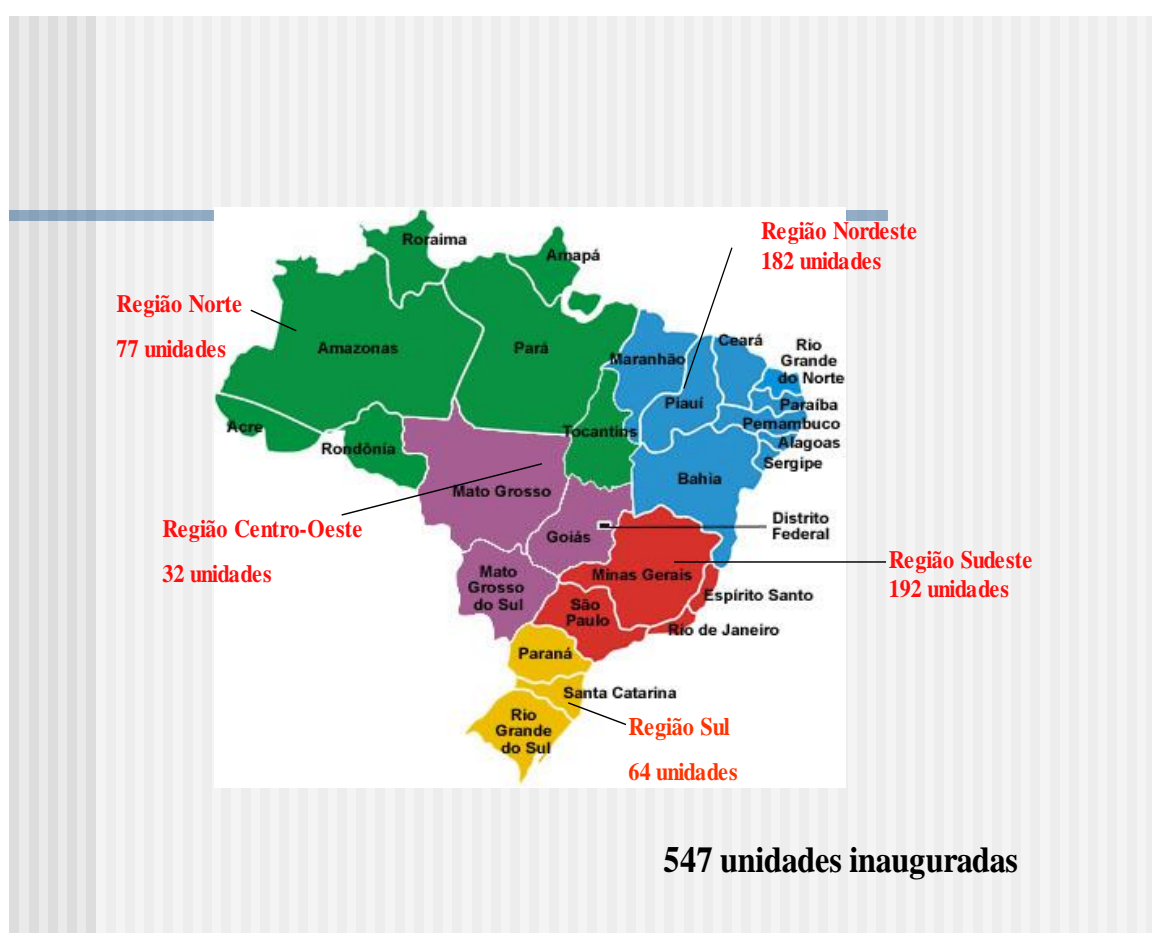 Região Nordeste
182 unidades
Região Norte
77 unidades
Região Centro-Oeste
32 unidades
Região Sudeste
192 unidades
Região Sul
64 unidades
Roraima
Amapá
Amazonas
Pará
Maranhão
Ceará
Rio
Grande
do Norte
Piauí
Paraíba
Pernambuco
Alagoas
Sergipe
Acre
Rondônia
Tocantins
Mato Grosso
Bahia
Goiás
Distrito
Federal
Mato
Grosso
do Sul
Minas Gerais
Espírito Santo
São
Paulo
Rio de Janeiro
Paraná
Santa Catarina
Rio
Grande
do Sul
547 unidades inauguradas